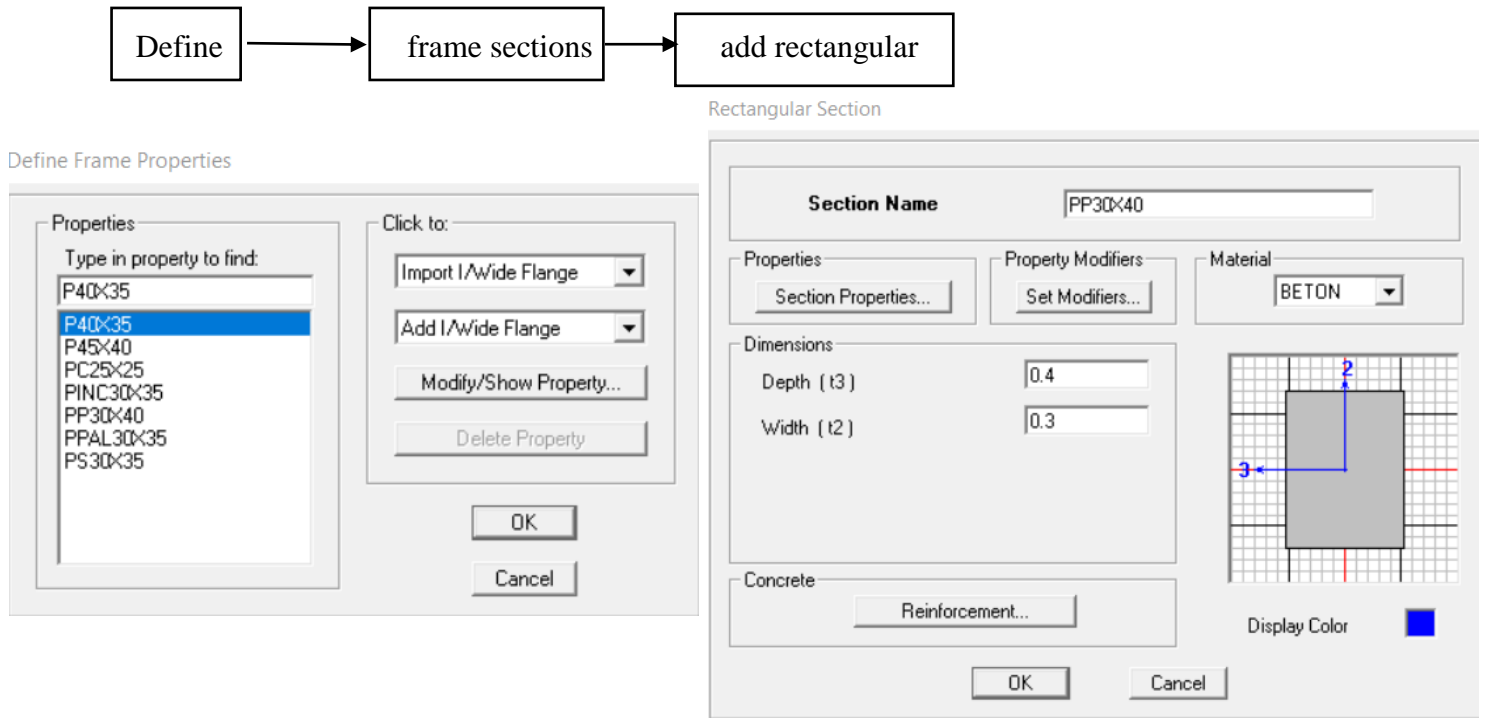 Define
frame sections
add rectangular
Define Frame Properties
Properties
Type in property to find:
P40X35
P40X35
P45X40
PC25X25
PINC30X35
PP30X40
PPAL30X35
PS30X35
Click to:
Import I/Wide Flange
Add I/Wide Flange
Modify/Show Property...
Delete Property
OK
Cancel
Rectangular Section
Section Name PP30X40
Properties
Section Properties...
Property Modifiers
Set Modifiers...
Material
BETON
Dimensions
Depth ( t3 ) 0.4
Width ( t2 ) 0.3
2
3
Concrete
Reinforcement...
Display Color
OK
Cancel